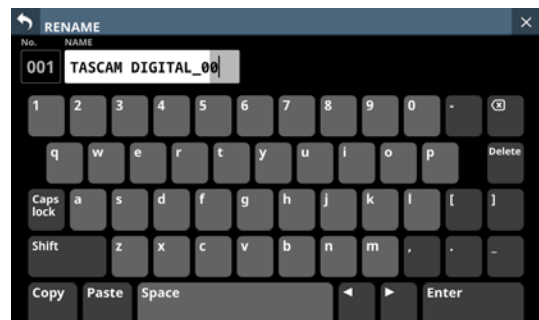 RENAME
No. NAME
001 TASCAM DIGITAL_00
1 2 3 4 5 6 7 8 9 0 -
q w e r t y u i o p Delete
Caps lock a s d f g h j k l [ ]
Shift z x c v b n m , . _
Copy Paste Space Enter